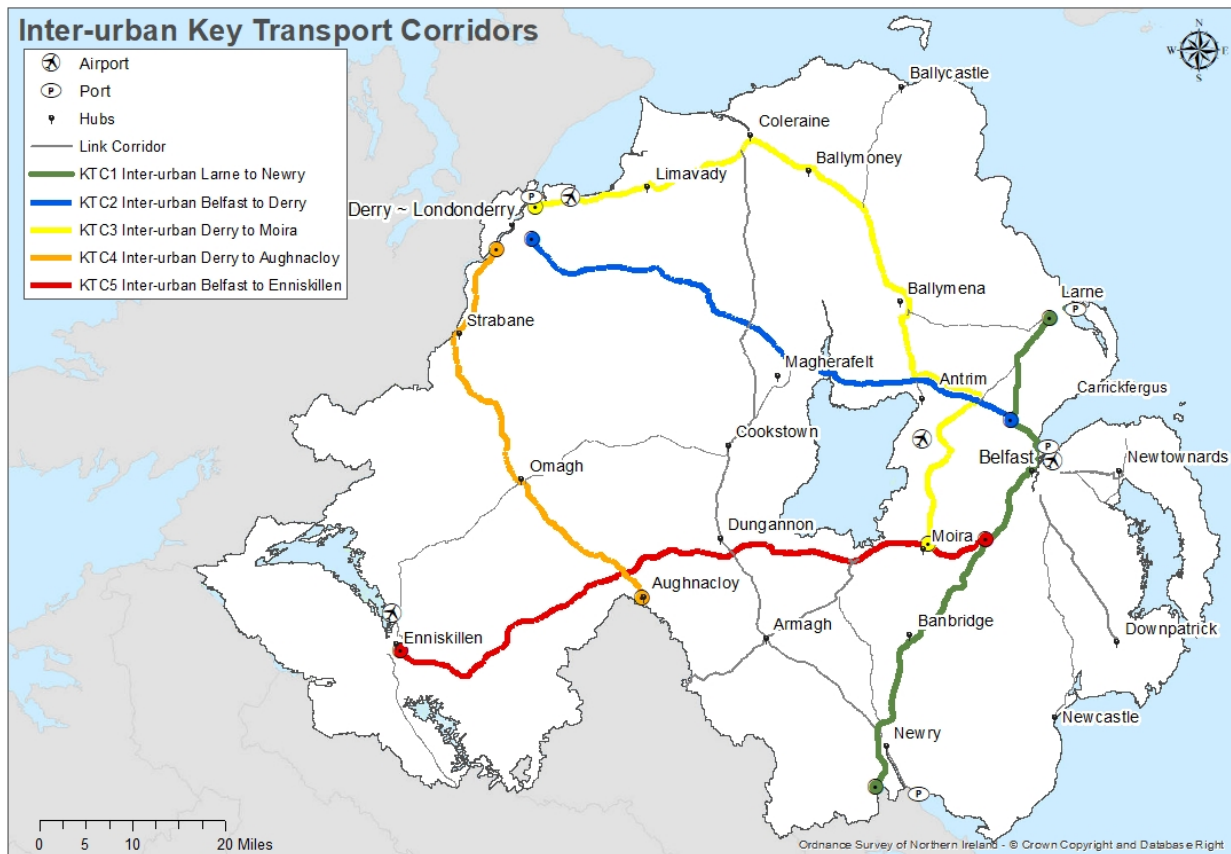 Inter-urban Key Transport Corridors
Airport
P Port
Hubs
Link Corridor
KTC1 Inter-urban Larne to Newry
KTC2 Inter-urban Belfast to Derry
KTC3 Inter-urban Derry to Moira
KTC4 Inter-urban Derry to Aughnacloy
KTC5 Inter-urban Belfast to Enniskillen
N
W E
S
Ballycastle
Coleraine
Ballymoney
Limavady
P
Derry ~ Londonderry
Ballymena
Larne
P
Strabane
Magherafelt
Antrim
Carrickfergus
Cookstown
P
Belfast
Newtownards
Omagh
Dungannon
Moira
Aughnacloy
Enniskillen
Armagh
Banbridge
Downpatrick
Newcastle
Newry
P
0 5 10 20 Miles
Ordnance Survey of Northern Ireland - © Crown Copyright and Database Right